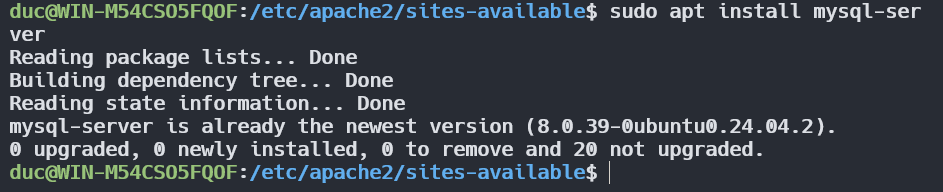 duc@WIN-M54CSO5FQOF:/etc/apache2/sites-available$ sudo apt install mysql-ser
ver
Reading package lists... Done
Building dependency tree... Done
Reading state information... Done
mysql-server is already the newest version (8.0.39-0ubuntu0.24.04.2).
0 upgraded, 0 newly installed, 0 to remove and 20 not upgraded.
duc@WIN-M54CSO5FQOF:/etc/apache2/sites-available$